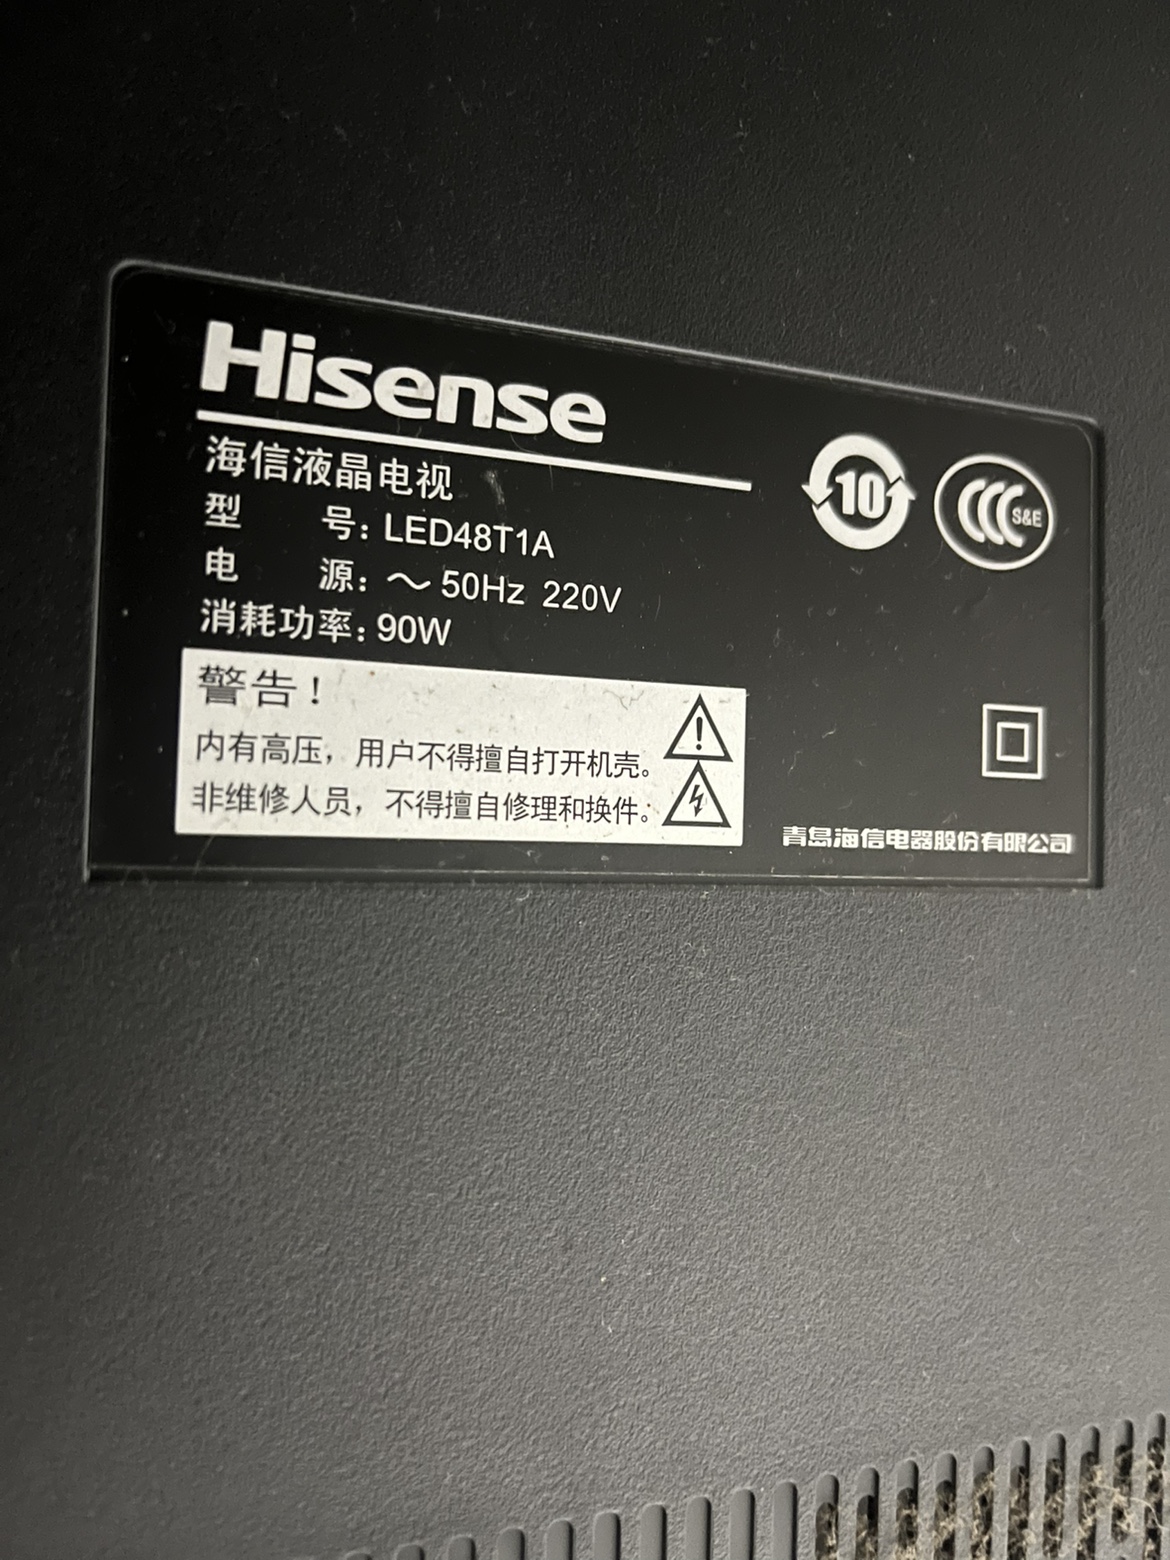 Hisense
海信液晶电视
型 号: LED48T1A
电 源: ～ 50Hz 220V
消耗功率: 90W
警告！
内有高压，用户不得擅自打开机壳。
非维修人员，不得擅自修理和换件。
10
CCC S&E
青岛海信电器股份有限公司